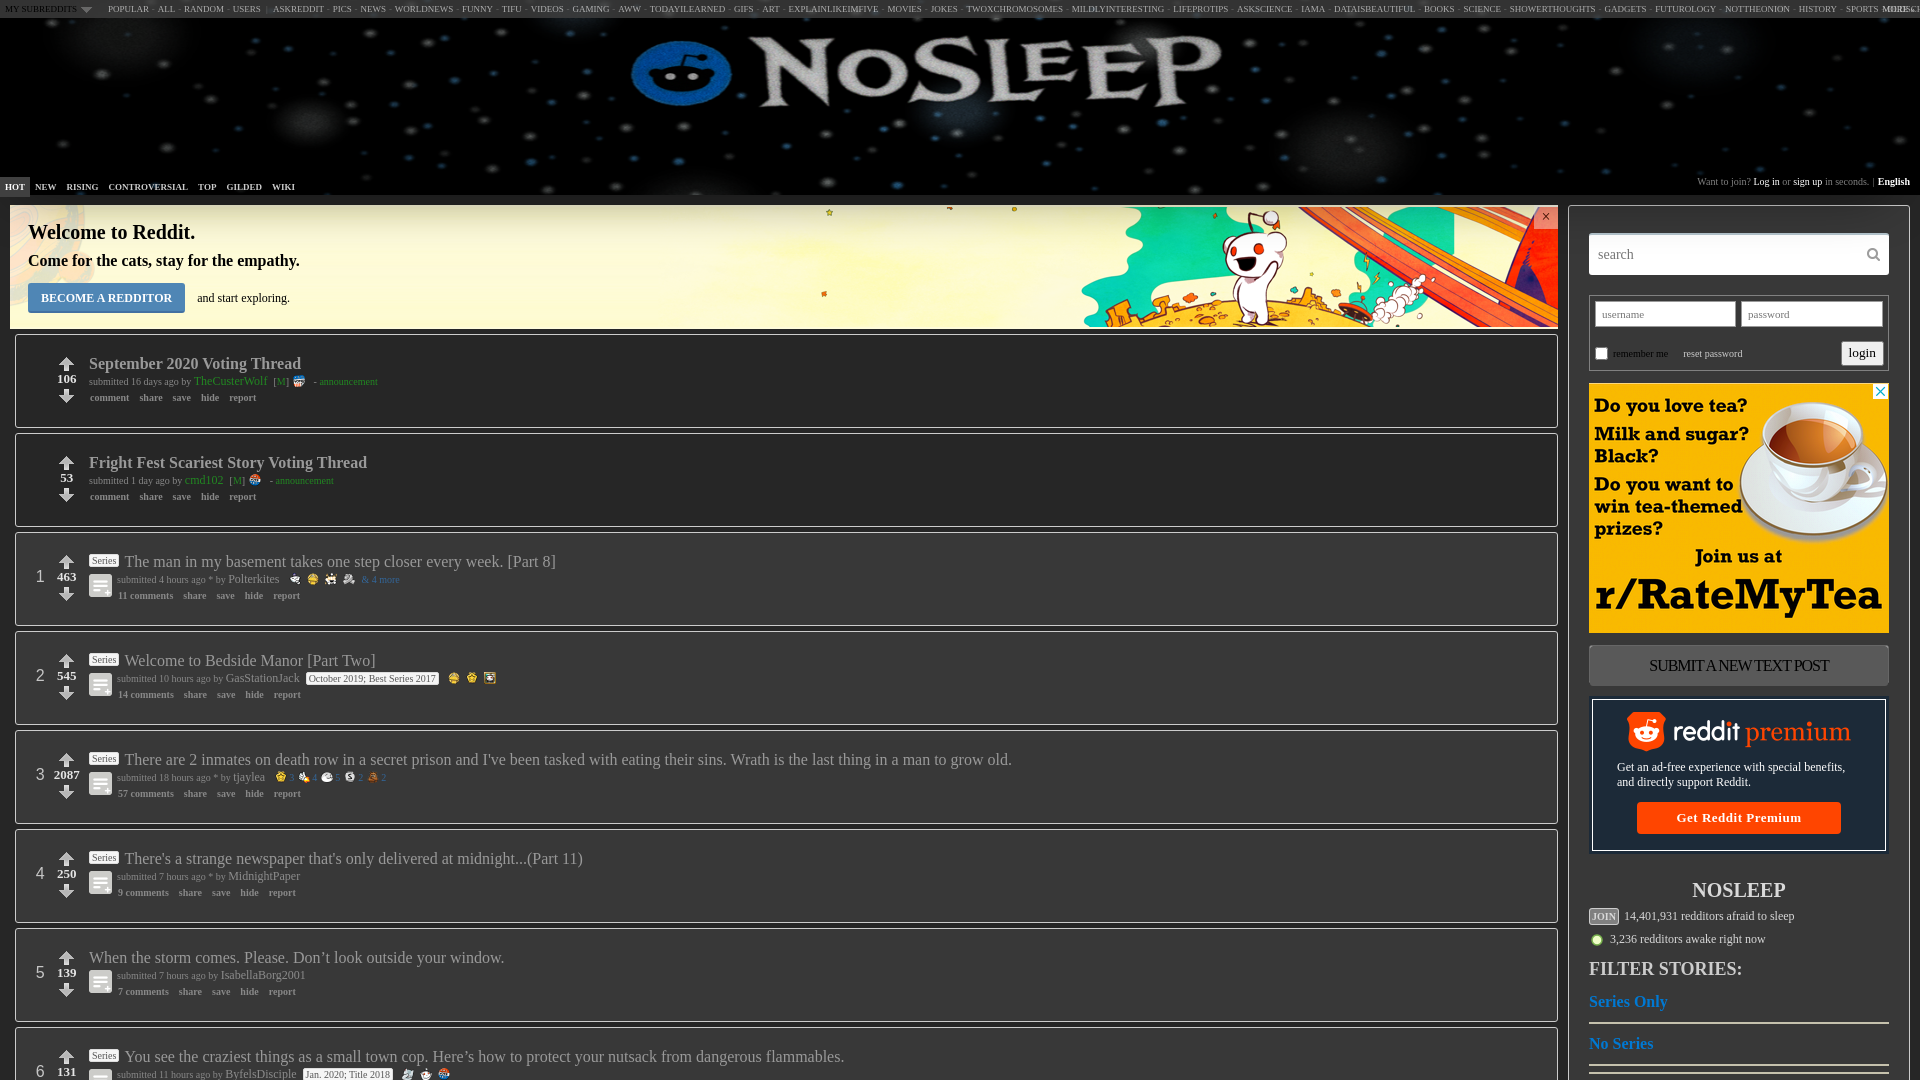 MY SUBREDDITS
POPULAR - ALL - RANDOM - USERS | ASKREDDIT - PICS - NEWS - WORLDNEWS - FUNNY - TIFU - VIDEOS - GAMING - AWW - TODAYILEARNED - GIFS - ART - EXPLAINLIKEIMFIVE - MOVIES - JOKES - TWOXCHROMOSOMES - MILDLYINTERESTING - LIFEPROTIPS - ASKSCIENCE - IAMA - DATAISBEAUTIFUL - BOOKS - SCIENCE - SHOWERTHOUGHTS - GADGETS - FUTUROLOGY - NOTTHEONION - HISTORY - SPORTS
NOSLEEP
HOT NEW RISING CONTROVERSIAL TOP GILDED WIKI
Want to join? Log in or sign up in seconds. | English
Welcome to Reddit.
Come for the cats, stay for the empathy.
BECOME A REDDITOR and start exploring.
×
September 2020 Voting Thread
106
submitted 16 days ago by TheCusterWolf [M] - announcement
comment share save hide report
Fright Fest Scariest Story Voting Thread
53
submitted 1 day ago by cmd102 [M] - announcement
comment share save hide report
Series The man in my basement takes one step closer every week. [Part 8]
1 463
submitted 4 hours ago * by Polterkites & 4 more
11 comments share save hide report
Series Welcome to Bedside Manor [Part Two]
2 545
submitted 10 hours ago by GasStationJack October 2019; Best Series 2017
14 comments share save hide report
Series There are 2 inmates on death row in a secret prison and I've been tasked with eating their sins. Wrath is the last thing in a man to grow old.
3 2087
submitted 18 hours ago * by tjaylea 4 5 2 2
57 comments share save hide report
Series There's a strange newspaper that's only delivered at midnight...(Part 11)
4 250
submitted 7 hours ago * by MidnightPaper
9 comments share save hide report
When the storm comes. Please. Don’t look outside your window.
5 139
submitted 7 hours ago by IsabellaBorg2001
7 comments share save hide report
Series You see the craziest things as a small town cop. Here’s how to protect your nutsack from dangerous flammables.
6 131
submitted 11 hours ago by ByfelsDisciple Jan. 2020; Title 2018
search
username password
remember me reset password login
Do you love tea?
Milk and sugar?
Black?
Do you want to
win tea-themed
prizes?
Join us at
r/RateMyTea
SUBMIT A NEW TEXT POST
reddit premium
Get an ad-free experience with special benefits,
and directly support Reddit.
Get Reddit Premium
NOSLEEP
JOIN 14,401,931 redditors afraid to sleep
3,236 redditors awake right now
FILTER STORIES:
Series Only
No Series